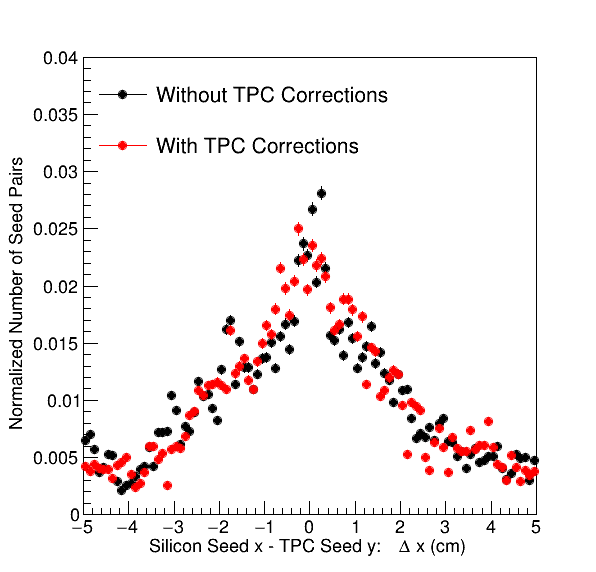 0.04
Without TPC Corrections
0.035
With TPC Corrections
0.03
0.025
0.02
0.015
0.01
0.005
0
Normalized Number of Seed Pairs
−5 −4 −3 −2 −1 0 1 2 3 4 5
Silicon Seed x - TPC Seed y: Δ x (cm)